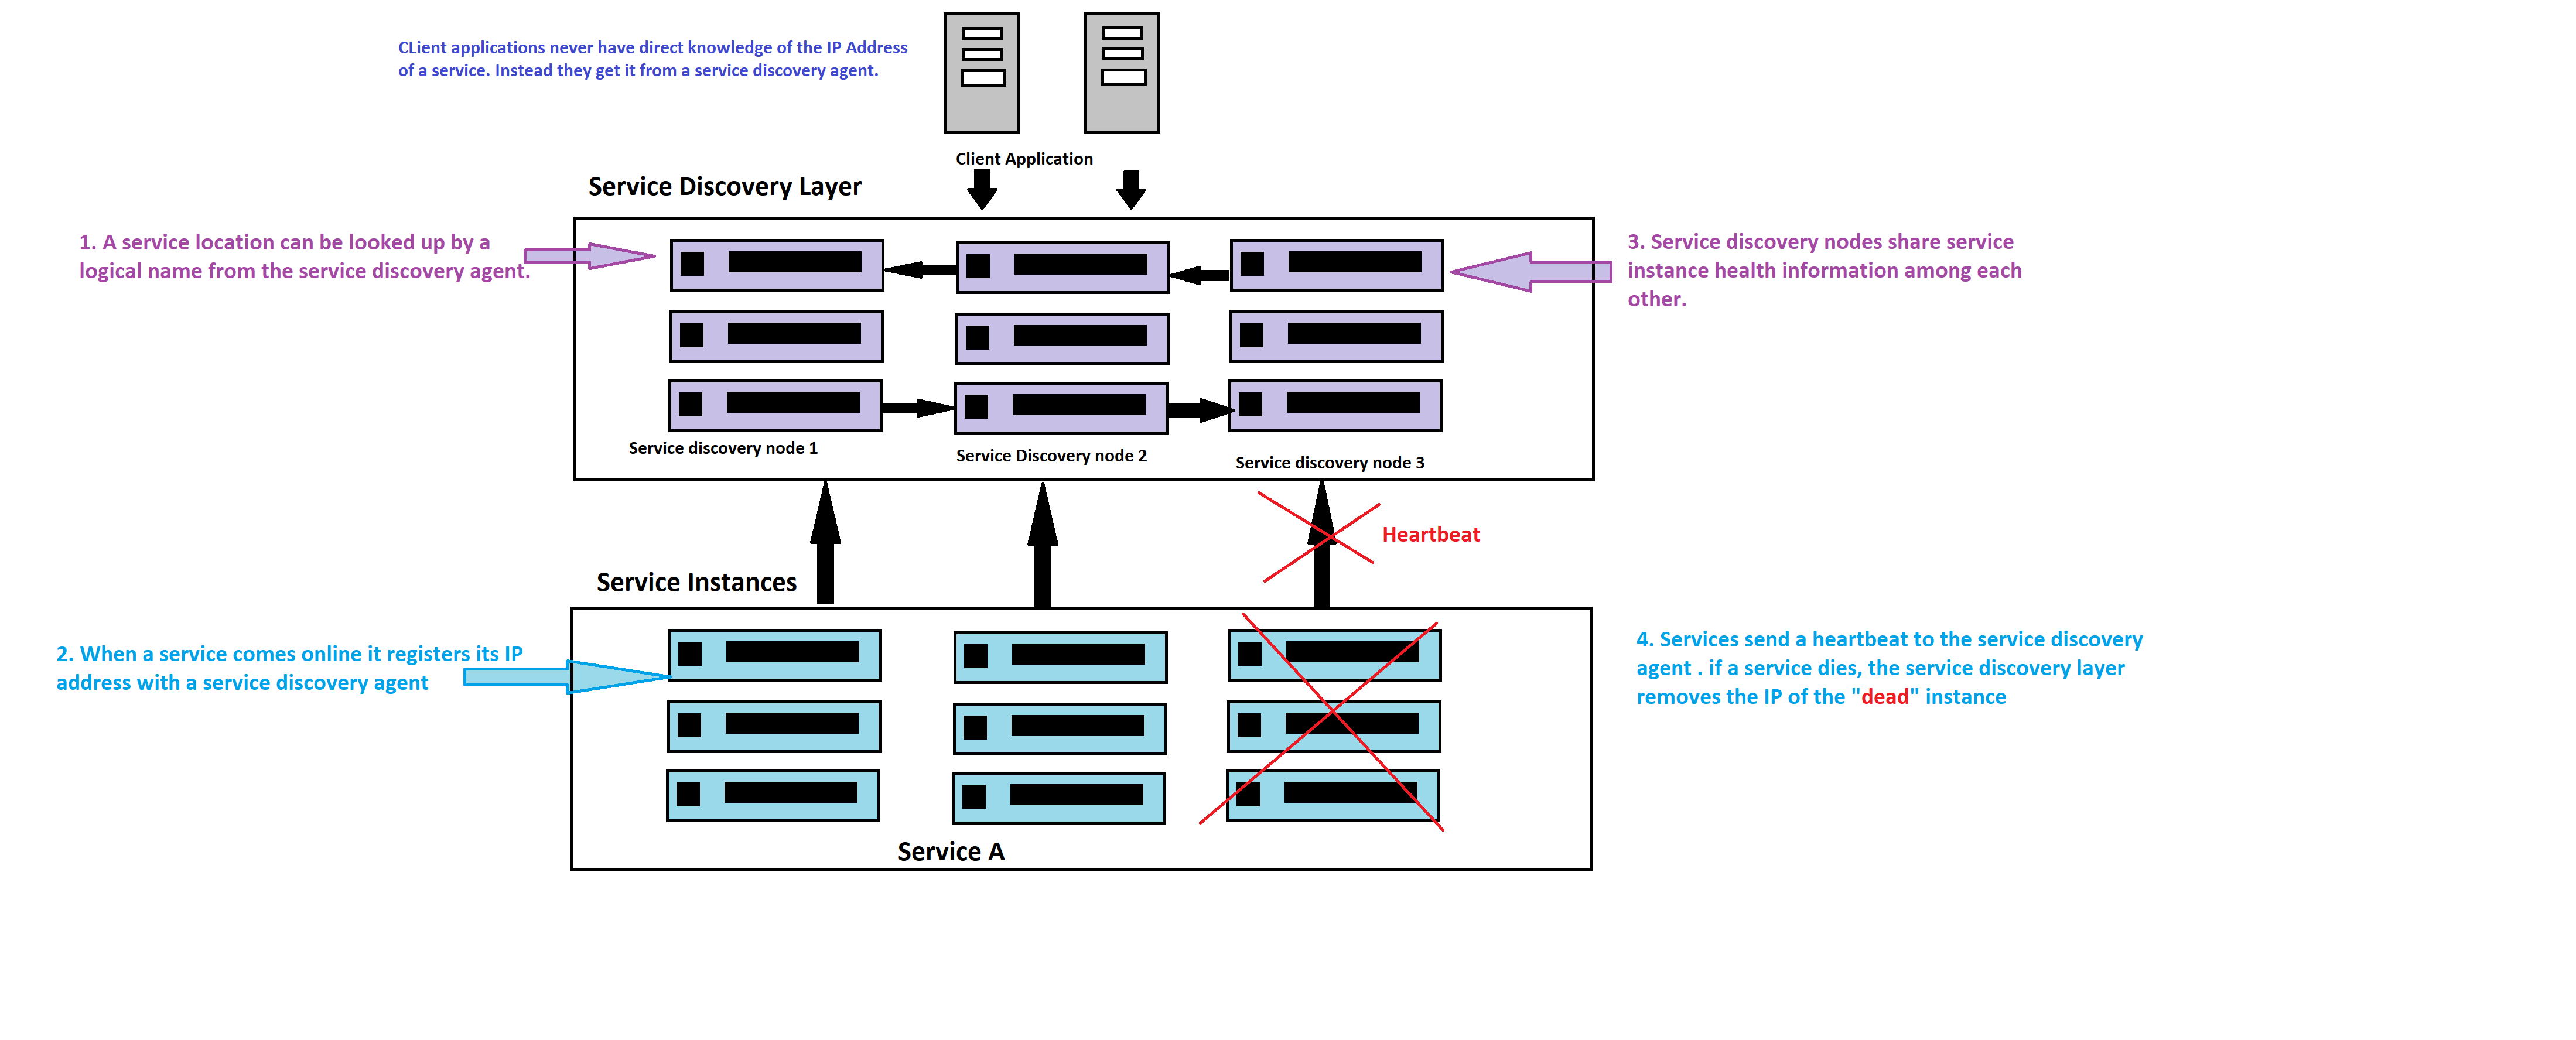 CLient applications never have direct knowledge of the IP Address
of a service. Instead they get it from a service discovery agent.
Client Application
Service Discovery Layer
1. A service location can be looked up by a
logical name from the service discovery agent.
3. Service discovery nodes share service
instance health information among each
other.
Service discovery node 1
Service Discovery node 2
Service discovery node 3
Heartbeat
Service Instances
2. When a service comes online it registers its IP
address with a service discovery agent
4. Services send a heartbeat to the service discovery
agent . if a service dies, the service discovery layer
removes the IP of the "dead" instance
Service A